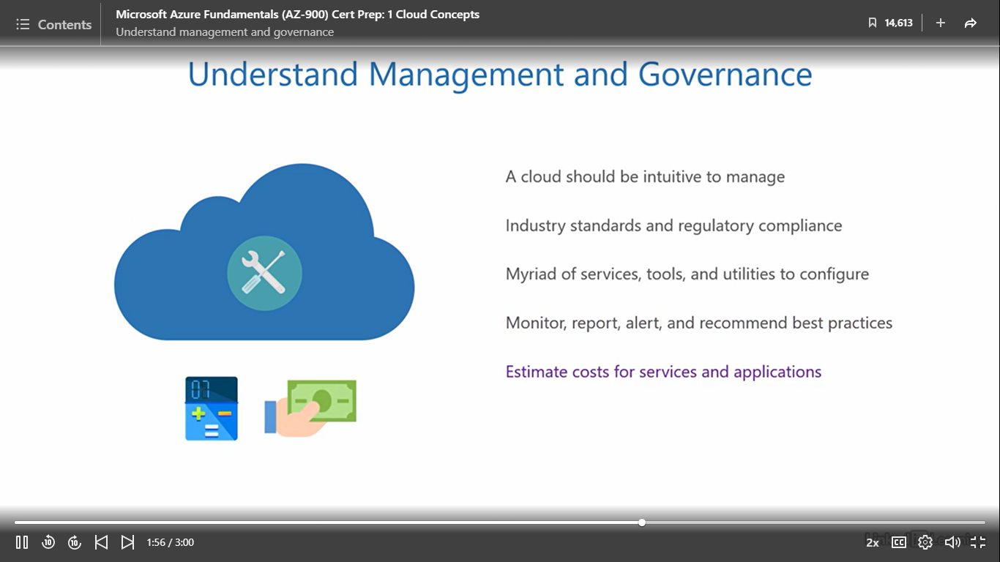 Contents
Microsoft Azure Fundamentals (AZ-900) Cert Prep: 1 Cloud Concepts
Understand management and governance
14,613
Understand Management and Governance
A cloud should be intuitive to manage
Industry standards and regulatory compliance
Myriad of services, tools, and utilities to configure
Monitor, report, alert, and recommend best practices
Estimate costs for services and applications
07
10
10
1:56 / 3:00
2x
CC